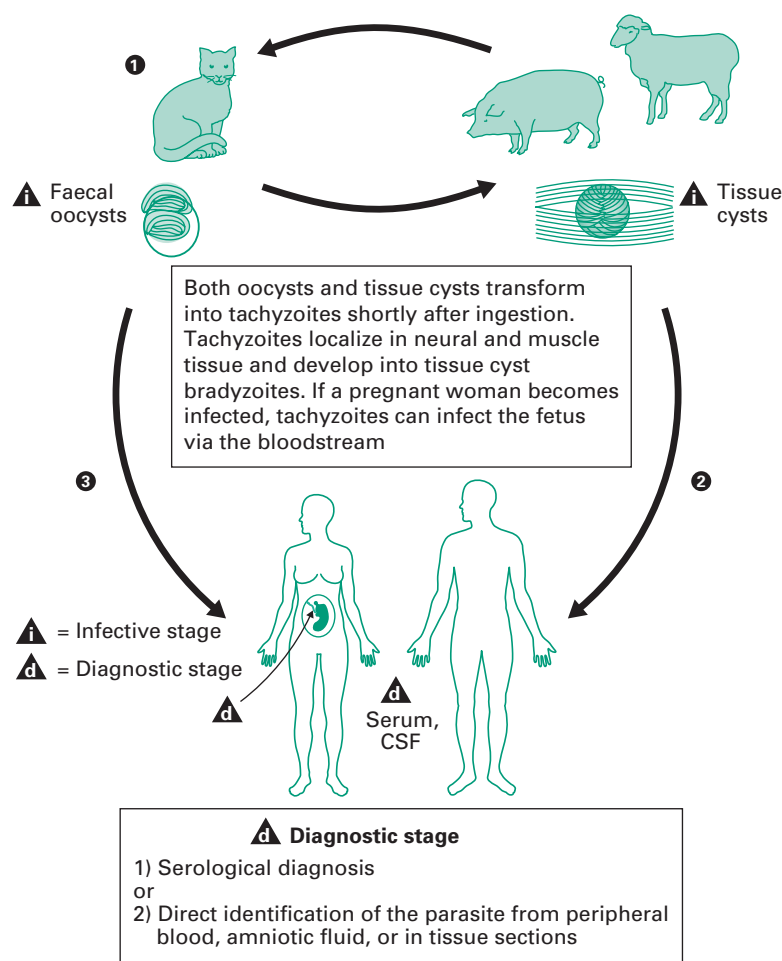 1
i Faecal
oocysts
i Tissue
cysts
Both oocysts and tissue cysts transform
into tachyzoites shortly after ingestion.
Tachyzoites localize in neural and muscle
tissue and develop into tissue cyst
bradyzoites. If a pregnant woman becomes
infected, tachyzoites can infect the fetus
via the bloodstream
3
2
i = Infective stage
d = Diagnostic stage
d
d
Serum,
CSF
d Diagnostic stage
1) Serological diagnosis
or
2) Direct identification of the parasite from peripheral
blood, amniotic fluid, or in tissue sections